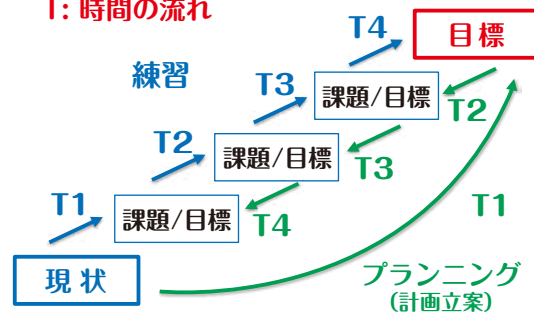 T: 時間の流れ
T4
目標
練習
T3
課題/目標
T2
T2
課題/目標
T3
T1
課題/目標
T4
T1
現状
プランニング
(計画立案)